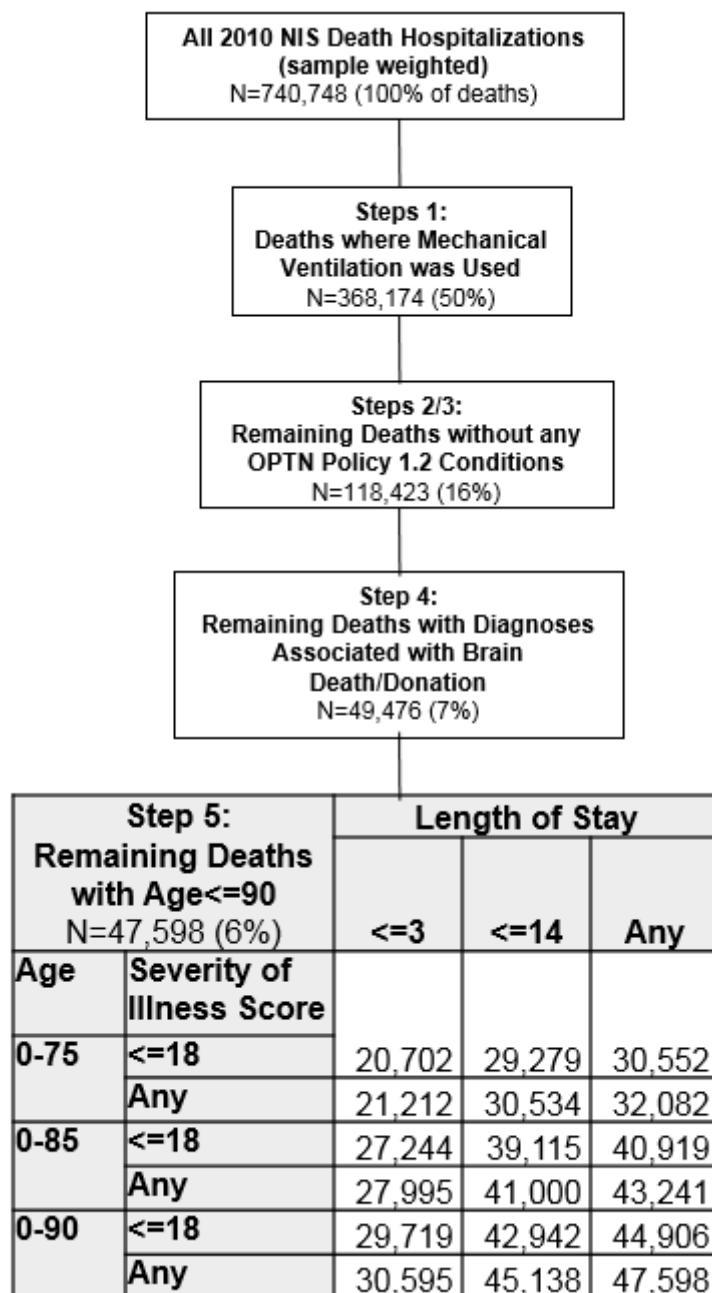 All 2010 NIS Death Hospitalizations
(sample weighted)
N=740,748 (100% of deaths)
Steps 1:
Deaths where Mechanical
Ventilation was Used
N=368,174 (50%)
Steps 2/3:
Remaining Deaths without any
OPTN Policy 1.2 Conditions
N=118,423 (16%)
Step 4:
Remaining Deaths with Diagnoses
Associated with Brain
Death/Donation
N=49,476 (7%)
Step 5:
Remaining Deaths
with Age<=90
N=47,598 (6%)
Length of Stay
<=3 <=14 Any
Age Severity of
Illness Score
0-75 <=18 20,702 29,279 30,552
Any 21,212 30,534 32,082
0-85 <=18 27,244 39,115 40,919
Any 27,995 41,000 43,241
0-90 <=18 29,719 42,942 44,906
Any 30,595 45,138 47,598